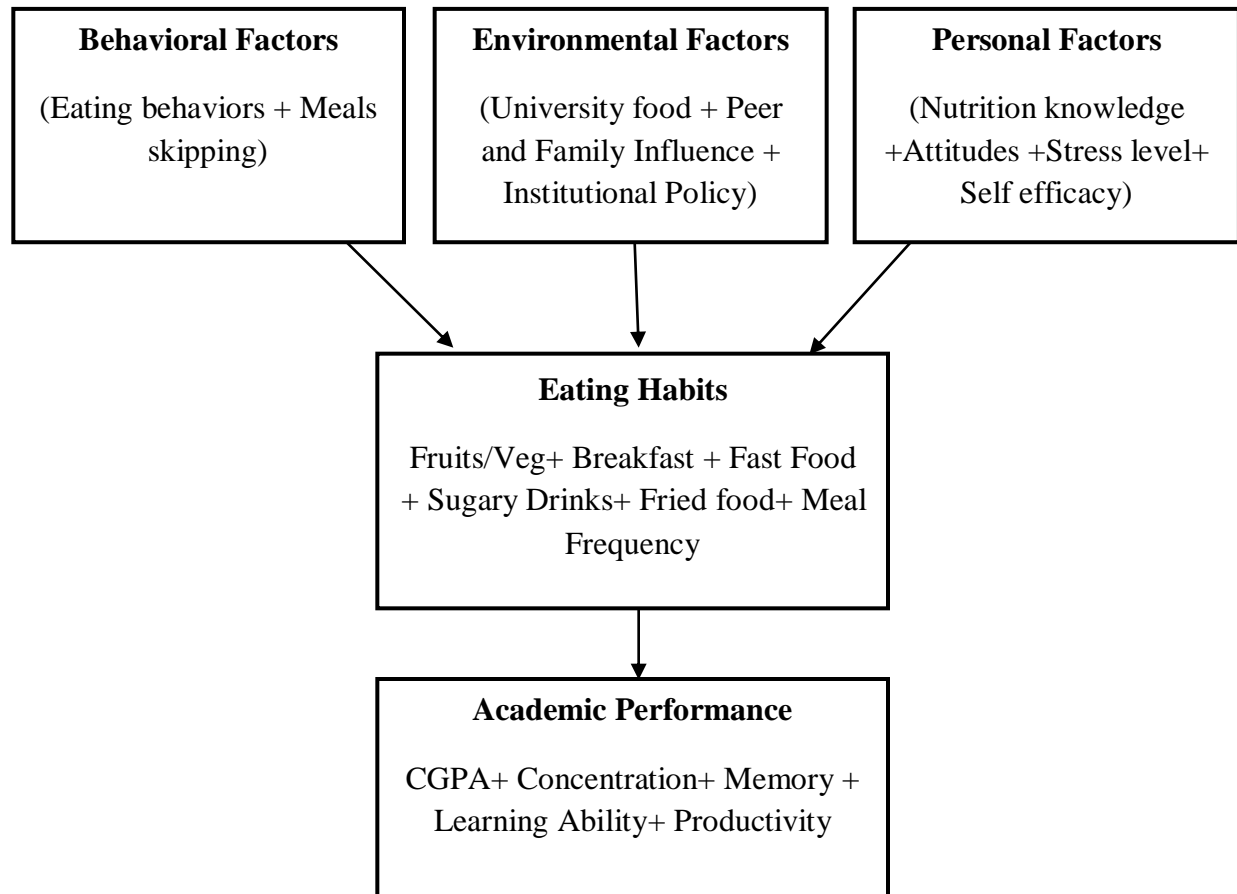 Behavioral Factors
(Eating behaviors + Meals
skipping)
Environmental Factors
(University food + Peer
and Family Influence +
Institutional Policy)
Personal Factors
(Nutrition knowledge
+Attitudes +Stress level+
Self efficacy)
Eating Habits
Fruits/Veg+ Breakfast + Fast Food
+ Sugary Drinks+ Fried food+ Meal
Frequency
Academic Performance
CGPA+ Concentration+ Memory +
Learning Ability+ Productivity